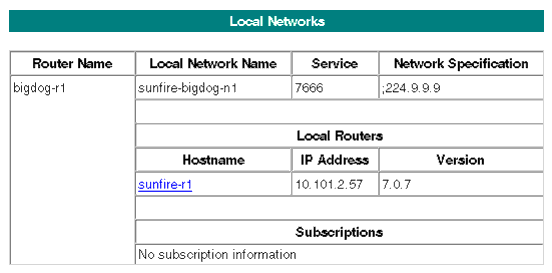 Local Networks
Router Name Local Network Name Service Network Specification
bigdog-r1 sunfire-bigdog-n1 7666 ;224.9.9.9
Local Routers
Hostname IP Address Version
sunfire-r1 10.101.2.57 7.0.7
Subscriptions
No subscription information